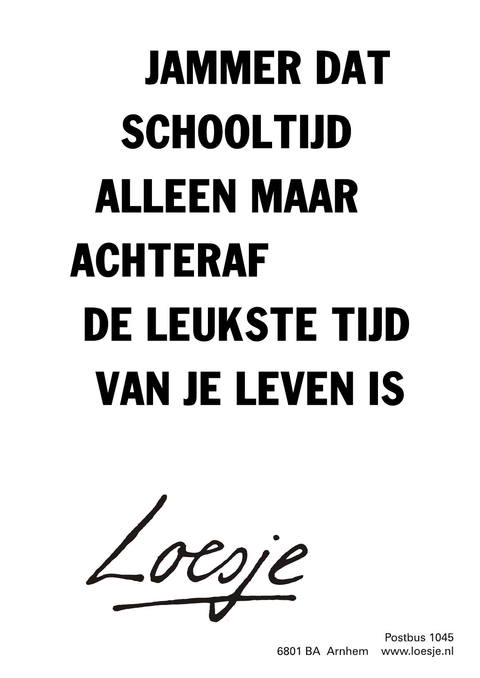 JAMMER DAT
SCHOOLTIJD
ALLEEN MAAR
ACHTERAF
DE LEUKSTE TIJD
VAN JE LEVEN IS
Loesje
Postbus 1045
6801 BA Arnhem www.loesje.nl